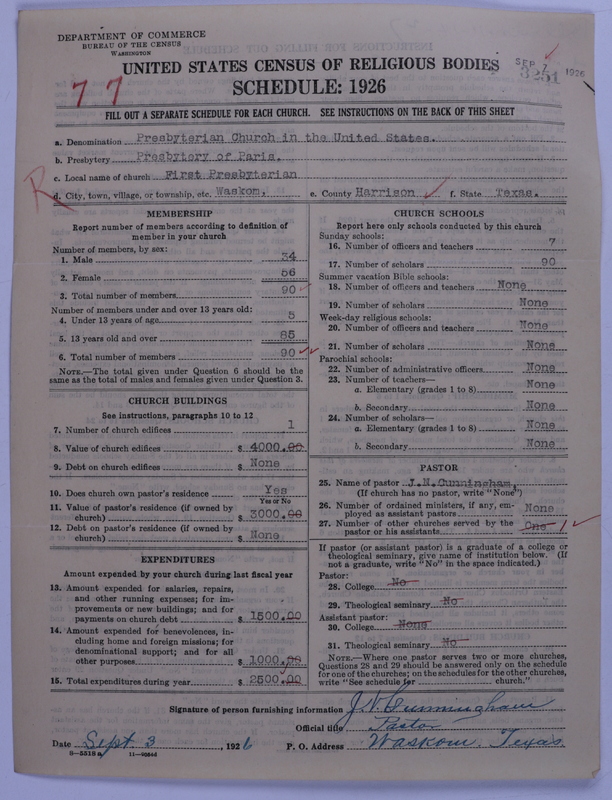 DEPARTMENT OF COMMERCE
BUREAU OF THE CENSUS
WASHINGTON
SEP 7 1926
3251
77
UNITED STATES CENSUS OF RELIGIOUS BODIES
SCHEDULE: 1926
FILL OUT A SEPARATE SCHEDULE FOR EACH CHURCH. SEE INSTRUCTIONS ON THE BACK OF THIS SHEET
a. Denomination Presbyterian Church in the United States.
b. Presbytery Presbytery of Paris.
c. Local name of church First Presbyterian
R
d. City, town, village, or township, etc. Waskom, e. County Harrison f. State Texas.
MEMBERSHIP
Report number of members according to definition of
member in your church
Number of members, by sex:
1. Male 34
2. Female 56
3. Total number of members 90
Number of members under and over 13 years old:
4. Under 13 years of age 5
5. 13 years old and over 85
6. Total number of members 90
NOTE.—The total given under Question 6 should be
same as the total of males and females given under Question 3.
CHURCH BUILDINGS
See instructions, paragraphs 10 to 12
7. Number of church edifices 1
8. Value of church edifices $ 4000.00
9. Debt on church edifices $ None
10. Does church own pastor's residence Yes
Yes or No
11. Value of pastor's residence (if owned by
church) $ 3000.00
12. Debt on pastor's residence (if owned by
church) $ None
EXPENDITURES
Amount expended by your church during last fiscal year
13. Amount expended for salaries, repairs,
and other running expenses; for im-
provements or new buildings; and for
payments on church debt $ 1500.00
14. Amount expended for benevolences, in-
cluding home and foreign missions; for
denominational support; and for all
other purposes $ 1000.00
15. Total expenditures during year $ 2500.00
CHURCH SCHOOLS
Report here only schools conducted by this church
Sunday schools:
16. Number of officers and teachers 7
17. Number of scholars 90
Summer vacation Bible schools:
18. Number of officers and teachers None
19. Number of scholars None
Week-day religious schools:
20. Number of officers and teachers None
21. Number of scholars None
Parochial schools:
22. Number of administrative officers None
23. Number of teachers—
a. Elementary (grades 1 to 8) None
b. Secondary None
24. Number of scholars—
a. Elementary (grades 1 to 8) None
b. Secondary None
PASTOR
25. Name of pastor J.N.Cunningham,
(If church has no pastor, write "None")
26. Number of ordained ministers, if any, em-
ployed as assistant pastors None
27. Number of other churches served by the
pastor or his assistants One 1
If pastor (or assistant pastor) is a graduate of a college or
theological seminary, give name of institution below. (If
not a graduate, write "No" in the space indicated.)
Pastor:
28. College No
29. Theological seminary No
Assistant pastor:
30. College None
31. Theological seminary No
NOTE.—Where one pastor serves two or more churches,
Questions 28 and 29 should be answered only on the schedule
for one of the churches; on the schedules for the other churches,
write "See schedule for church."
Signature of person furnishing information J.N. Cunningham
Official title Pastor
Date Sept. 3, 1926 P. O. Address Waskom, Texas
8—5518a